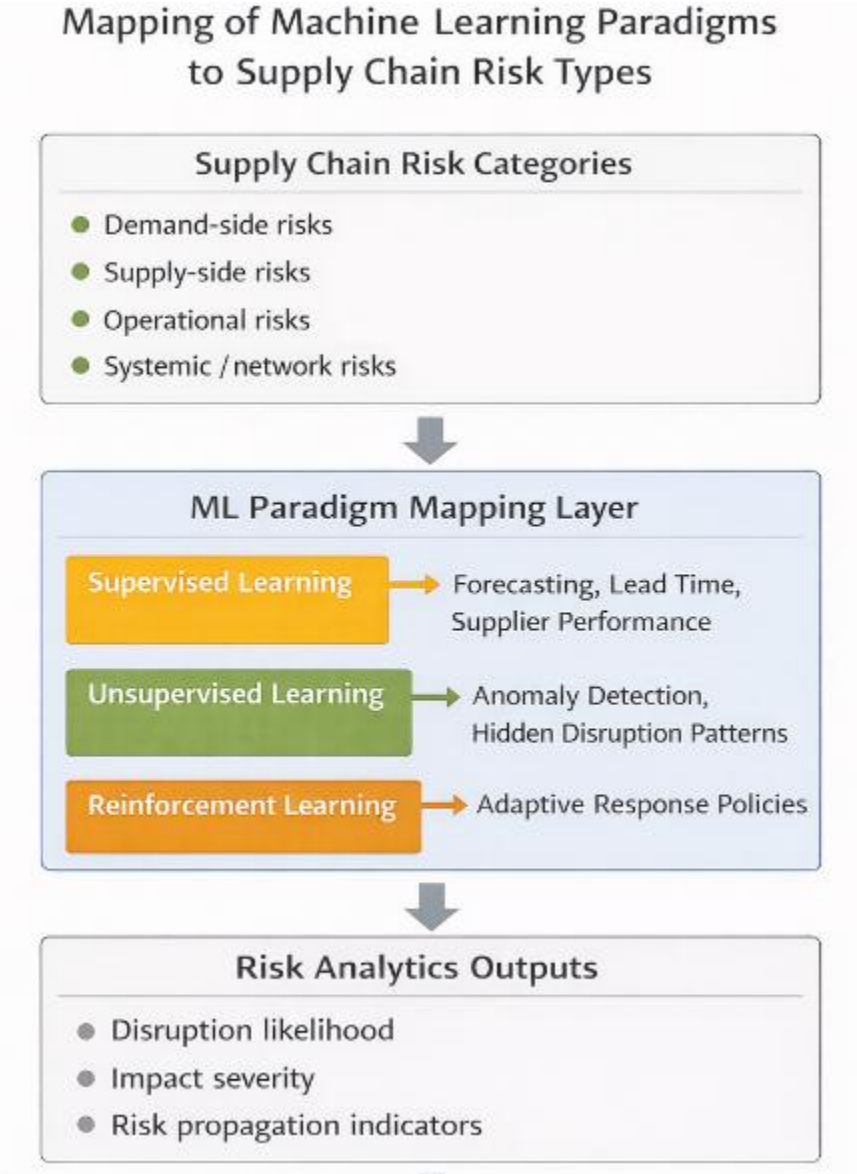 Mapping of Machine Learning Paradigms
to Supply Chain Risk Types
Supply Chain Risk Categories
Demand-side risks
Supply-side risks
Operational risks
Systemic / network risks
ML Paradigm Mapping Layer
Supervised Learning
Forecasting, Lead Time,
Supplier Performance
Unsupervised Learning
Anomaly Detection,
Hidden Disruption Patterns
Reinforcement Learning
Adaptive Response Policies
Risk Analytics Outputs
Disruption likelihood
Impact severity
Risk propagation indicators